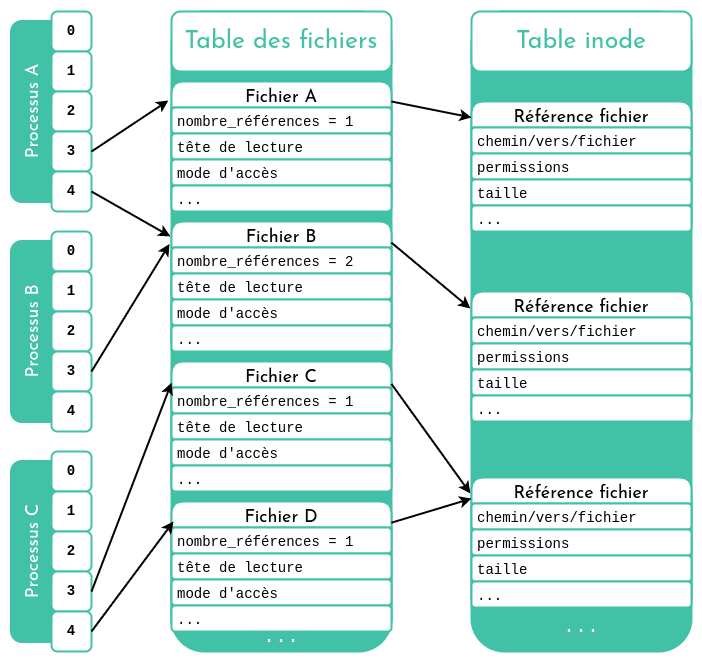 Processus A
0
1
2
3
4
Processus B
0
1
2
3
4
Processus C
0
1
2
3
4
Table des fichiers
Fichier A
nombre_références = 1
tête de lecture
mode d'accès
...
Fichier B
nombre_références = 2
tête de lecture
mode d'accès
...
Fichier C
nombre_références = 1
tête de lecture
mode d'accès
...
Fichier D
nombre_références = 1
tête de lecture
mode d'accès
...
...
Table inode
Référence fichier
chemin/vers/fichier
permissions
taille
...
Référence fichier
chemin/vers/fichier
permissions
taille
...
Référence fichier
chemin/vers/fichier
permissions
taille
...
...